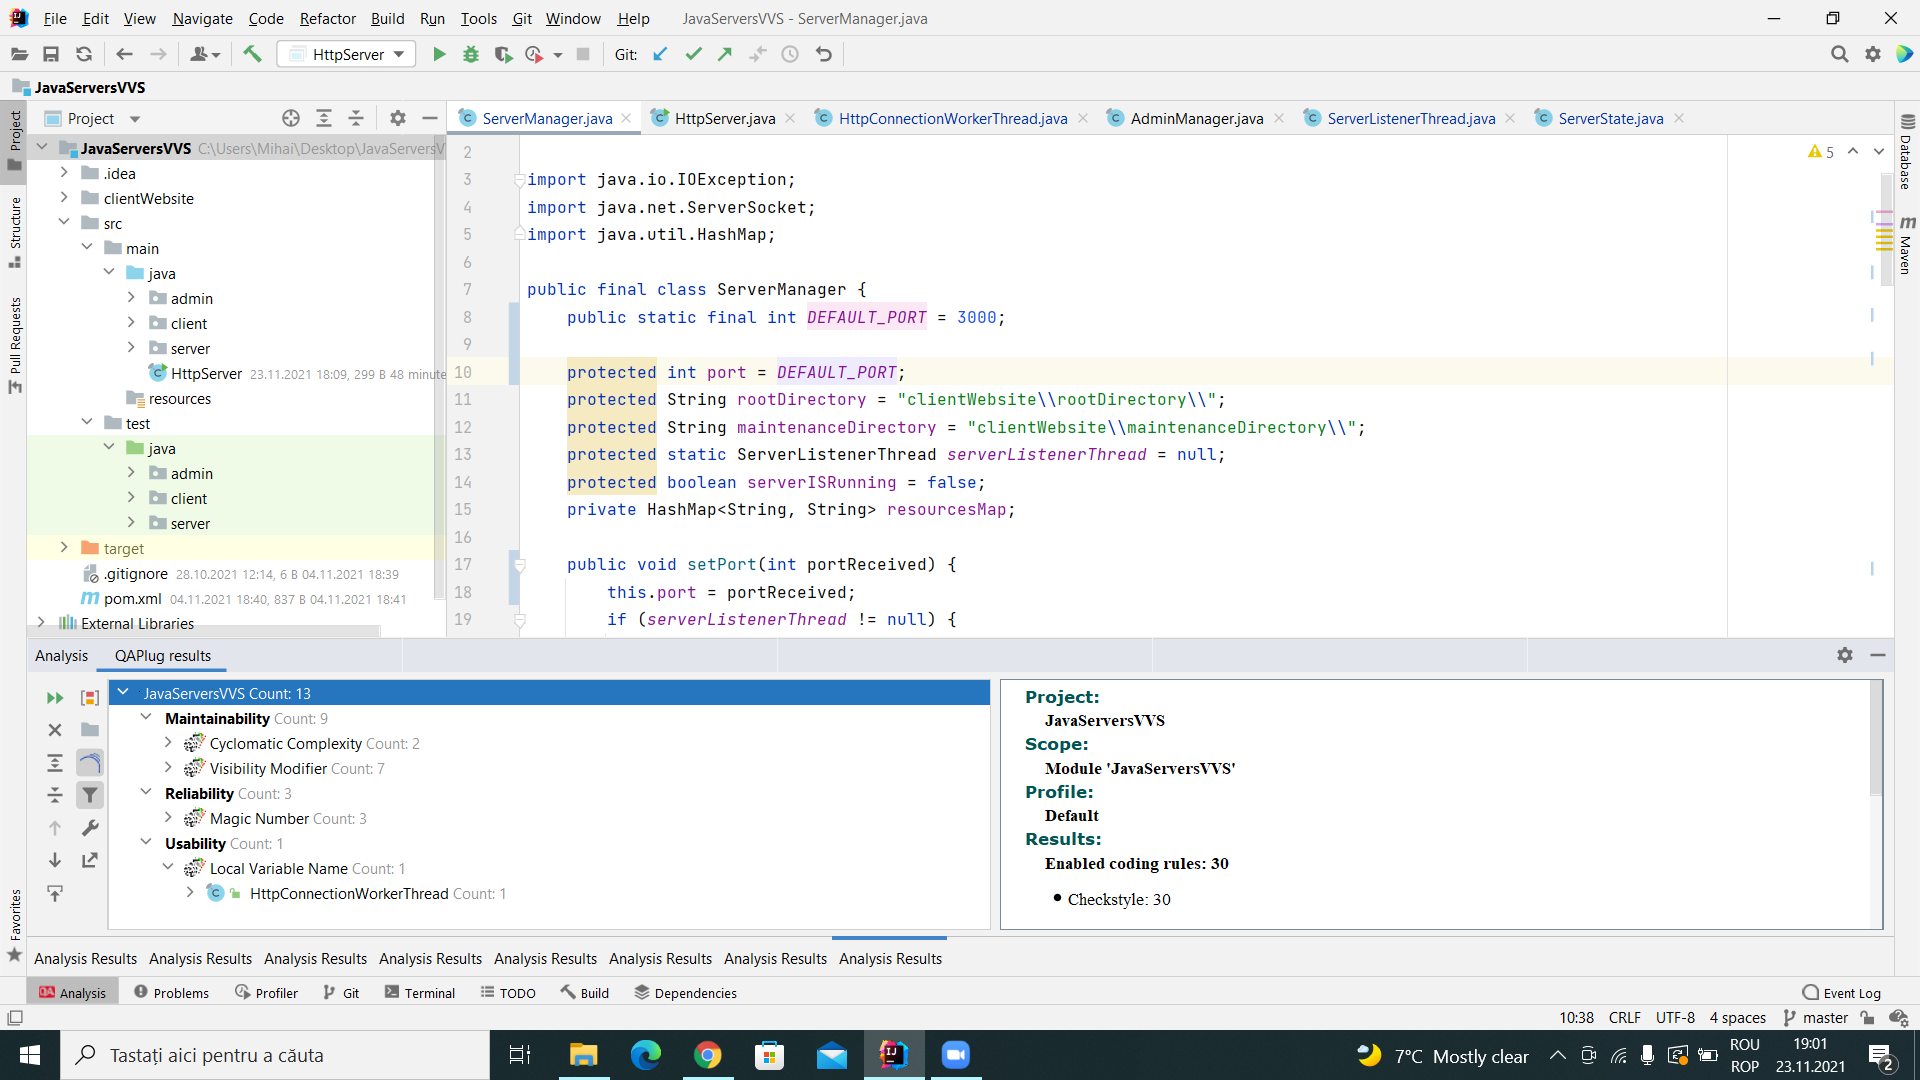 File Edit View Navigate Code Refactor Build Run Tools Git Window Help JavaServersVVS - ServerManager.java
HttpServer Git:
JavaServersVVS
Project
ServerManager.java HttpServer.java HttpConnectionWorkerThread.java AdminManager.java ServerListenerThread.java ServerState.java
JavaServersVVS C:\Users\Mihai\Desktop\JavaServersV
.idea
clientWebsite
src
main
java
admin
client
server
HttpServer 23.11.2021 18:09, 299 B 48 minute
resources
test
java
admin
client
server
target
.gitignore 28.10.2021 12:14, 6 B 04.11.2021 18:39
pom.xml 04.11.2021 18:40, 837 B 04.11.2021 18:41
External Libraries
Project
Structure
Pull Requests
Favorites
2
3 import java.io.IOException;
4 import java.net.ServerSocket;
5 import java.util.HashMap;
6
7 public final class ServerManager {
8 public static final int DEFAULT_PORT = 3000;
9
10 protected int port = DEFAULT_PORT;
11 protected String rootDirectory = "clientWebsite\\rootDirectory\\";
12 protected String maintenanceDirectory = "clientWebsite\\maintenanceDirectory\\";
13 protected static ServerListenerThread serverListenerThread = null;
14 protected boolean serverISRunning = false;
15 private HashMap<String, String> resourcesMap;
16
17 public void setPort(int portReceived) {
18 this.port = portReceived;
19 if (serverListenerThread != null) {
5
Database
Maven
Analysis QAPlug results
JavaServersVVS Count: 13
Maintainability Count: 9
Cyclomatic Complexity Count: 2
Visibility Modifier Count: 7
Reliability Count: 3
Magic Number Count: 3
Usability Count: 1
Local Variable Name Count: 1
HttpConnectionWorkerThread Count: 1
Project:
JavaServersVVS
Scope:
Module 'JavaServersVVS'
Profile:
Default
Results:
Enabled coding rules: 30
• Checkstyle: 30
Analysis Results Analysis Results Analysis Results Analysis Results Analysis Results Analysis Results Analysis Results Analysis Results
Analysis Problems Profiler Git Terminal TODO Build Dependencies Event Log
10:38 CRLF UTF-8 4 spaces master
Tastați aici pentru a căuta
7°C Mostly clear
ROU
ROP
19:01
23.11.2021
2